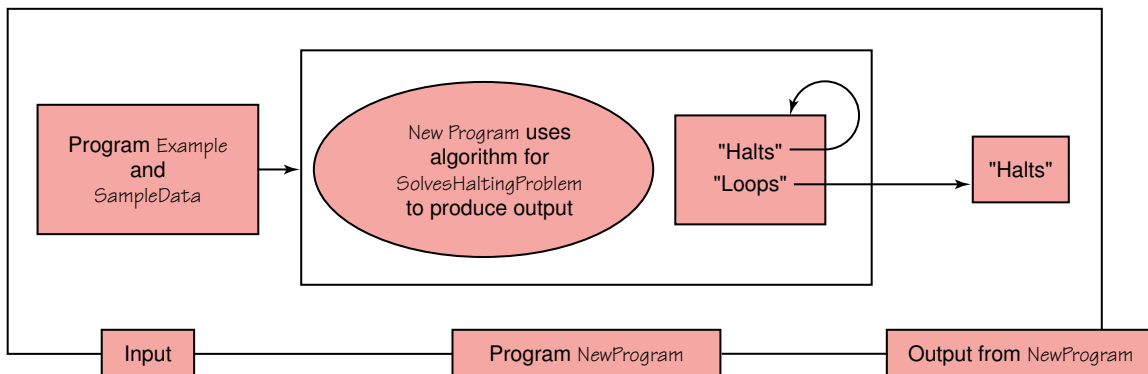 Program Example
and
SampleData
New Program uses
algorithm for
SolvesHaltingProblem
to produce output
"Halts"
"Loops"
"Halts"
Input
Program NewProgram
Output from NewProgram